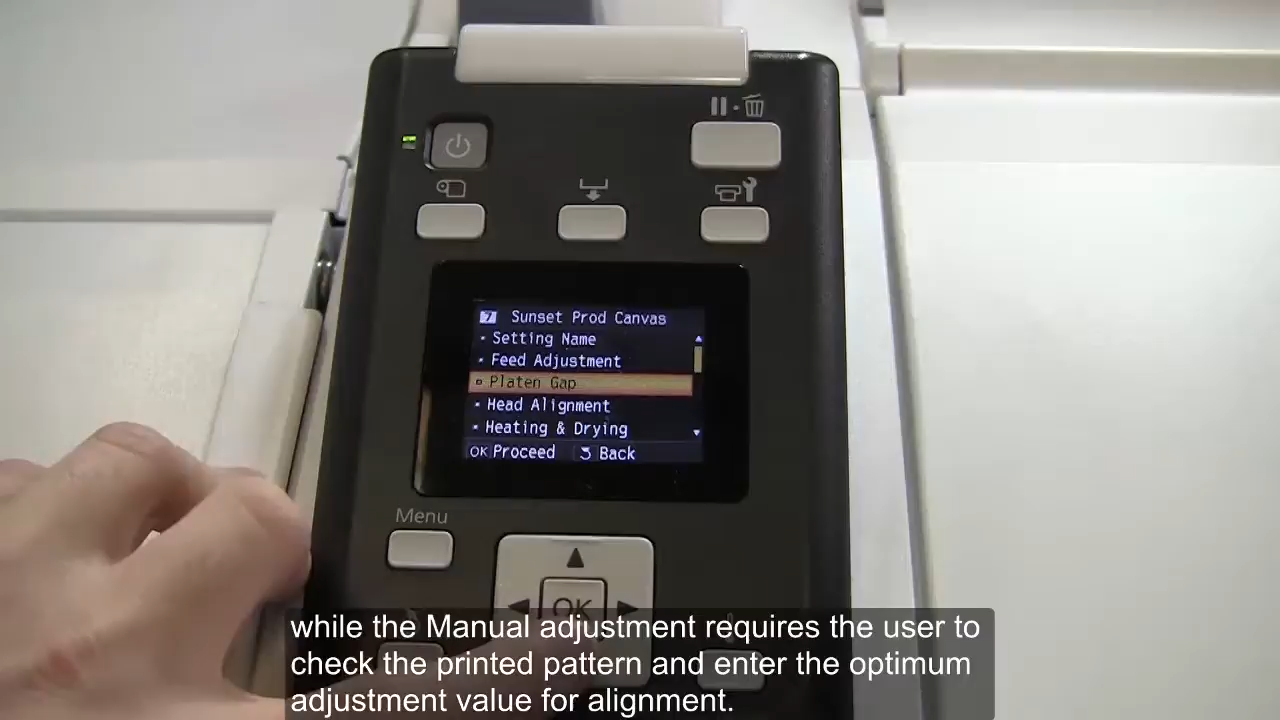 7 Sunset Prod Canvas
Setting Name
Feed Adjustment
Platen Gap
Head Alignment
Heating & Drying
OK Proceed Back
Menu
OK
while the Manual adjustment requires the user to
check the printed pattern and enter the optimum
adjustment value for alignment.